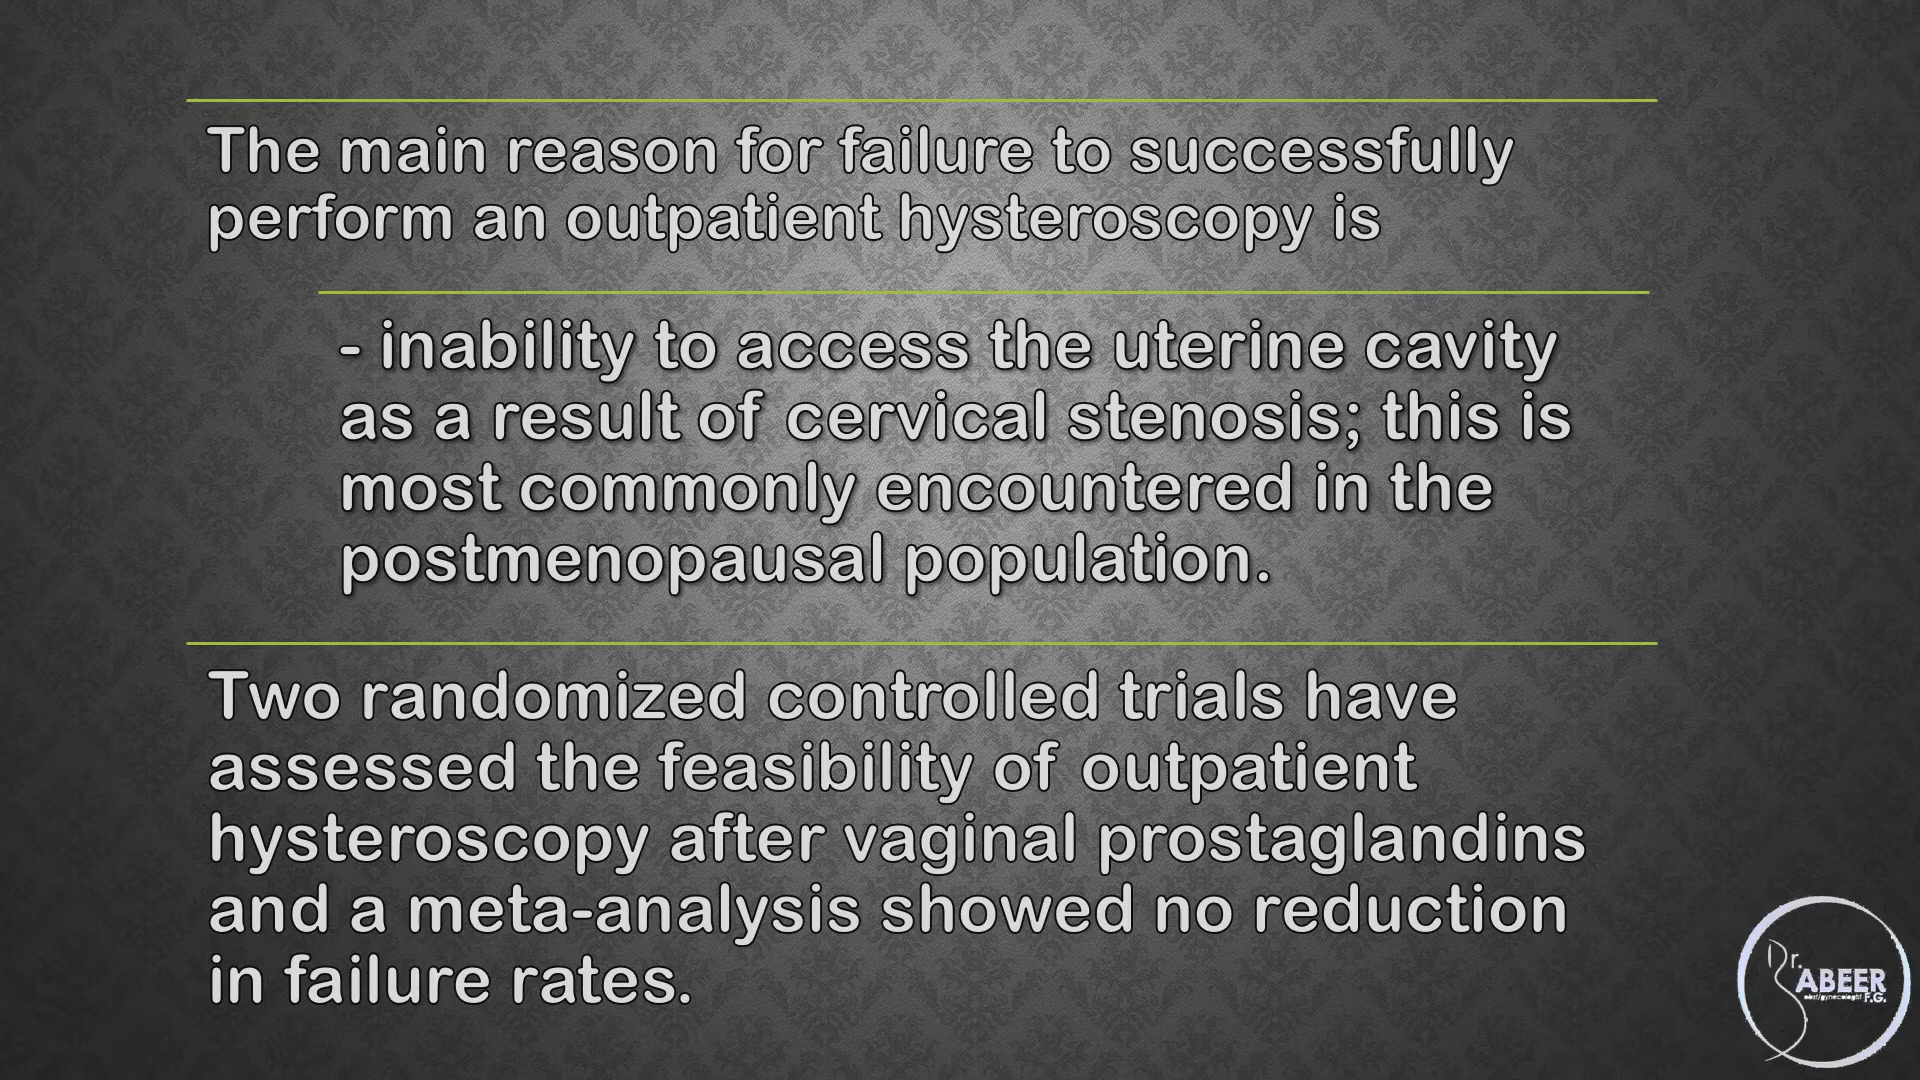 The main reason for failure to successfully
perform an outpatient hysteroscopy is
- inability to access the uterine cavity
as a result of cervical stenosis; this is
most commonly encountered in the
postmenopausal population.
Two randomized controlled trials have
assessed the feasibility of outpatient
hysteroscopy after vaginal prostaglandins
and a meta-analysis showed no reduction
in failure rates.
Dr.
ABEER
obst/gynecologist F.G.